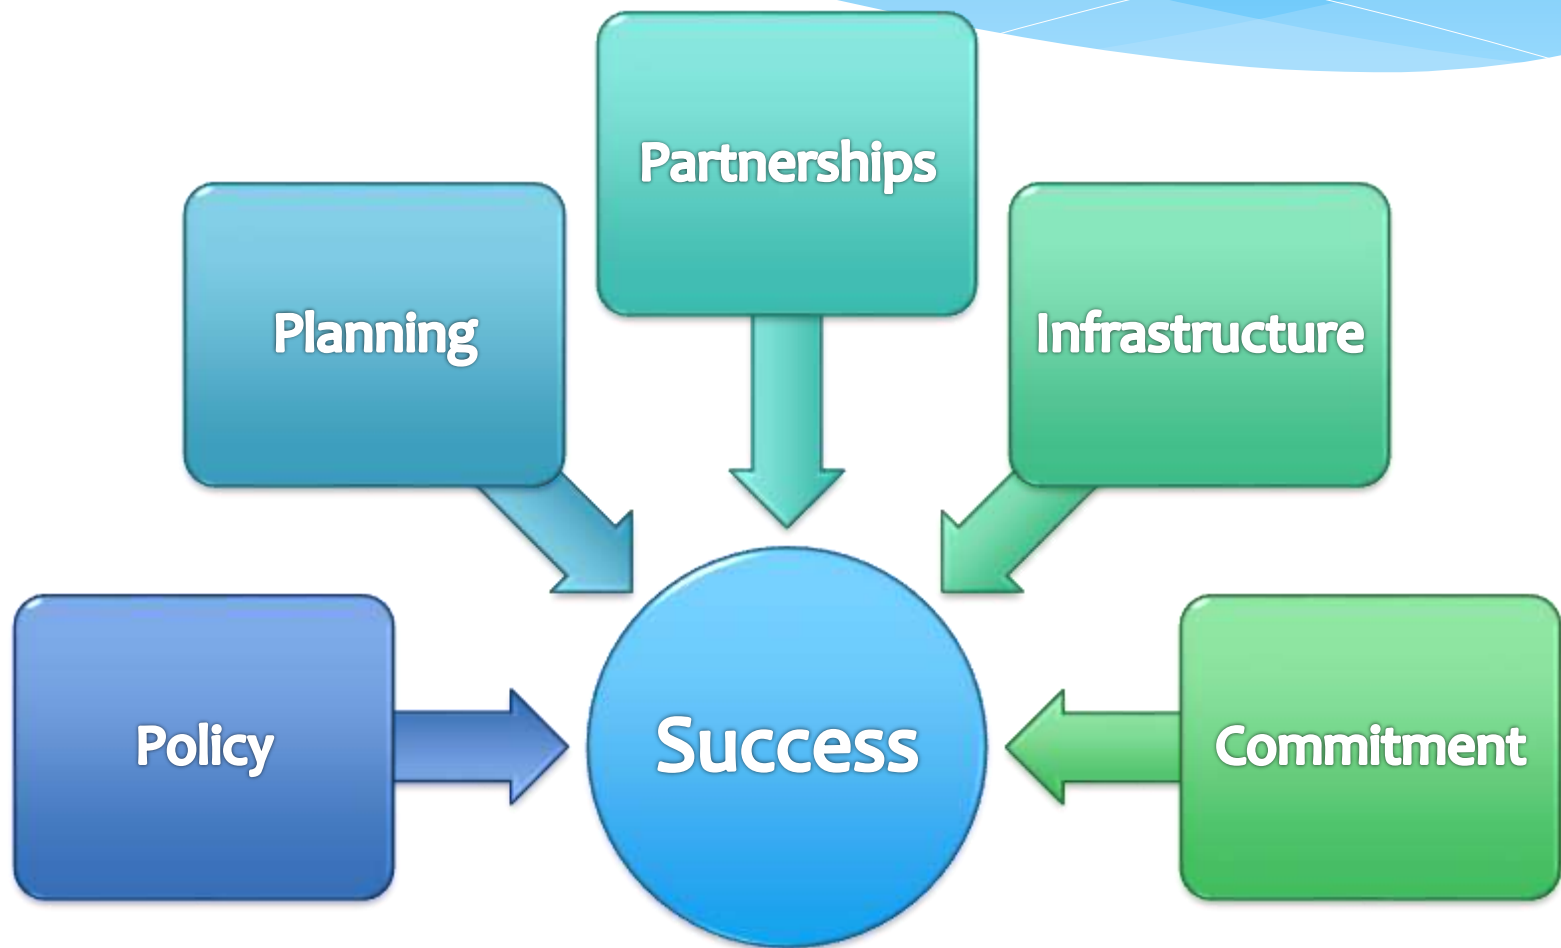 Partnerships
Planning
Infrastructure
Policy
Success
Commitment